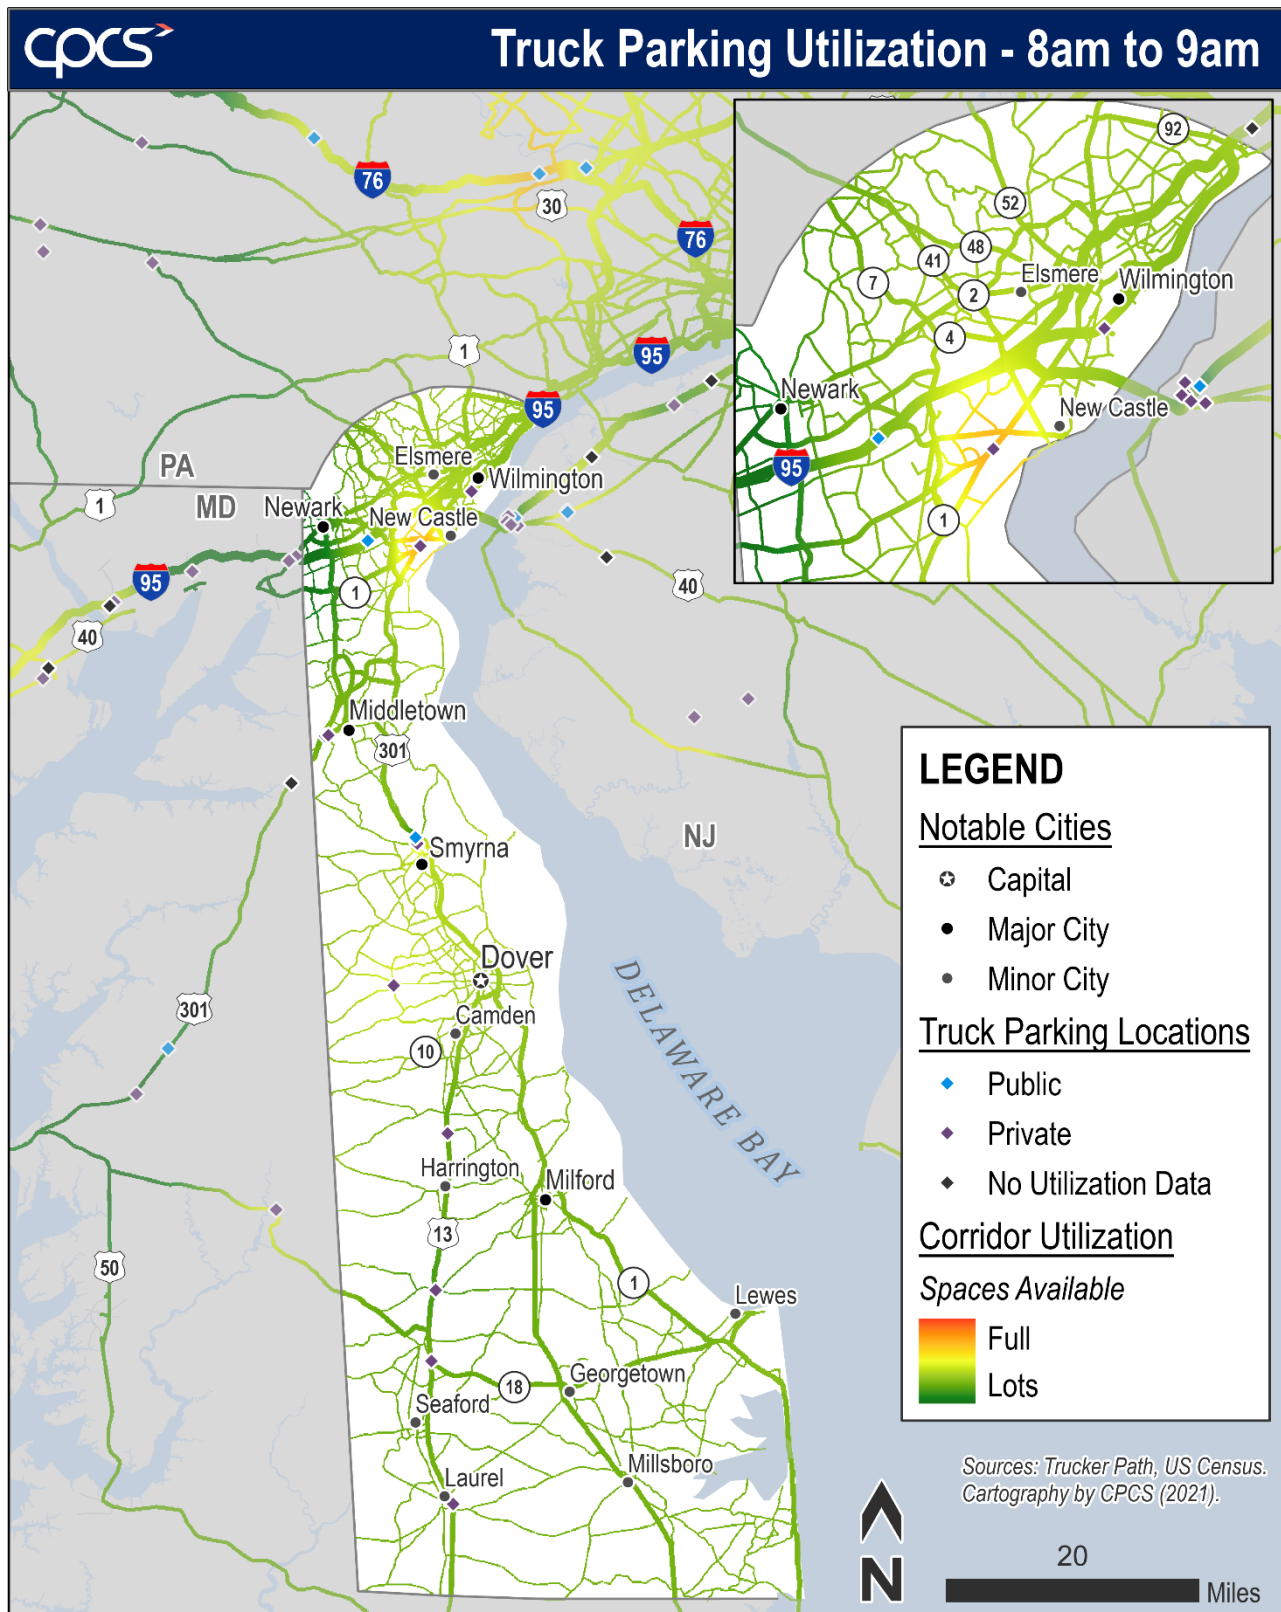 cpcs
Truck Parking Utilization - 8am to 9am
76
30
76
1
95
95
PA
MD
1
Elsmere
Wilmington
Newark
New Castle
95
1
40
40
Middletown
301
NJ
Smyrna
Dover
Camden
301
10
DELAWARE BAY
Harrington
Milford
13
50
1
Lewes
Georgetown
18
Seaford
Laurel
Millsboro
92
52
48
41
Elsmere
7
2
Wilmington
4
Newark
New Castle
95
1
LEGEND
Notable Cities
Capital
Major City
Minor City
Truck Parking Locations
Public
Private
No Utilization Data
Corridor Utilization
Spaces Available
Full
Lots
Sources: Trucker Path, US Census.
Cartography by CPCS (2021).
N
20
Miles